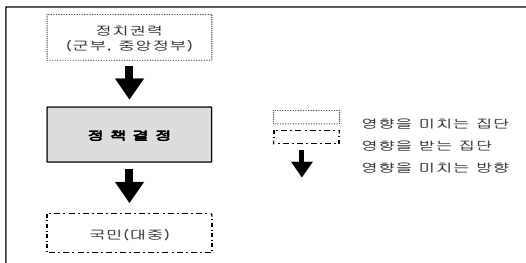 정치권력
(군부, 중앙정부)
정 책 결 정
국민(대중)
영향을 미치는 집단
영향을 받는 집단
영향을 미치는 방향